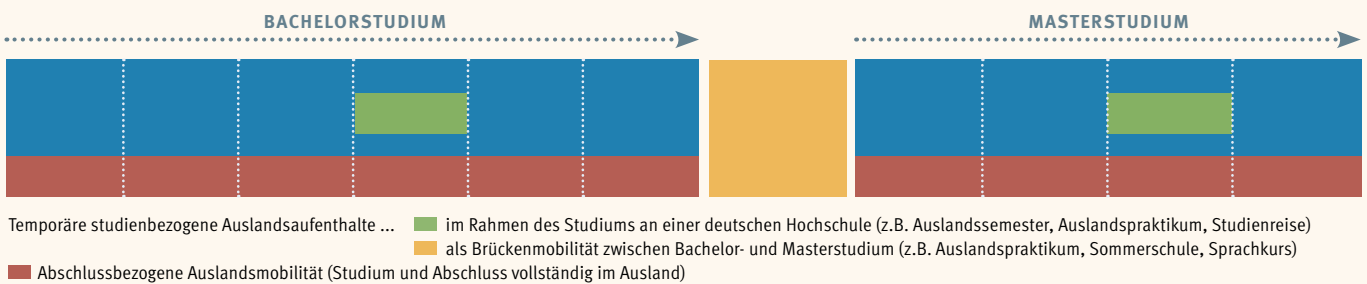 BACHELORSTUDIUM
MASTERSTUDIUM
Temporäre studienbezogene Auslandsaufenthalte ... im Rahmen des Studiums an einer deutschen Hochschule (z.B. Auslandssemester, Auslandspraktikum, Studienreise)
als Brückenmobilität zwischen Bachelor- und Masterstudium (z.B. Auslandspraktikum, Sommerschule, Sprachkurs)
Abschlussbezogene Auslandsmobilität (Studium und Abschluss vollständig im Ausland)